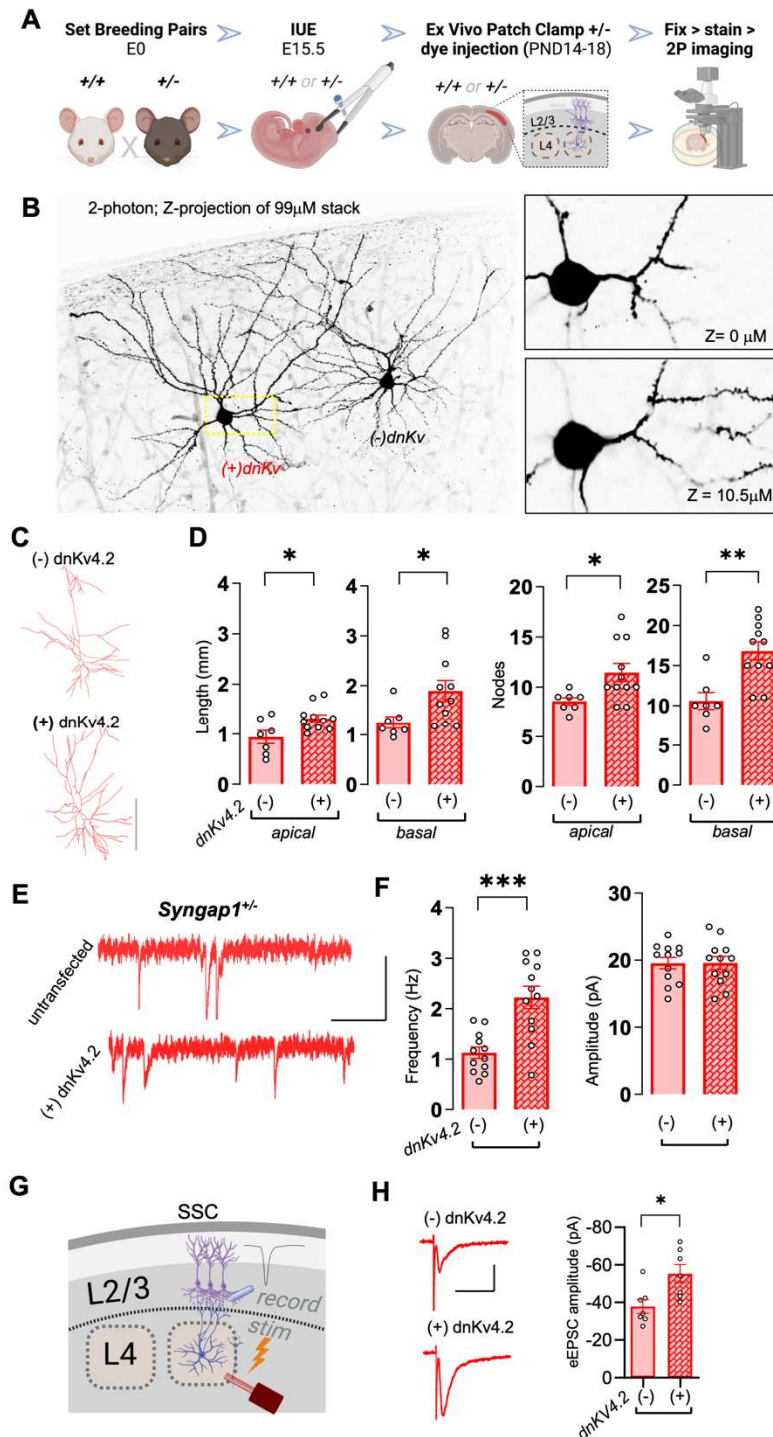 A
Set Breeding Pairs
E0
+/+
+/-
X
IUE
E15.5
+/+ or +/-
Ex Vivo Patch Clamp +/-
dye injection (PND14-18)
+/+ or +/-
L2/3
L4
Fix > stain >
2P imaging
B
2-photon; Z-projection of 99μM stack
(+)dnKv
(-)dnKv
Z= 0 μM
Z = 10.5μM
C
(-) dnKv4.2
(+) dnKv4.2
D
Length (mm)
4
3
2
1
0
*
4
3
2
1
0
*
dnKv4.2
(-)
(+)
apical
(-)
(+)
basal
Nodes
20
15
10
5
0
*
25
20
15
10
5
0
**
(-)
(+)
apical
(-)
(+)
basal
E
Syngap1+/-
untransfected
(+) dnKv4.2
F
Frequency (Hz)
4
3
2
1
0
***
dnKv4.2
(-)
(+)
Amplitude (pA)
30
20
10
0
(-)
(+)
G
SSC
L2/3
L4
record
stim
H
(-) dnKv4.2
(+) dnKv4.2
eEPSC amplitude (pA)
-80
-60
-40
-20
0
*
dnKV4.2
(-)
(+)